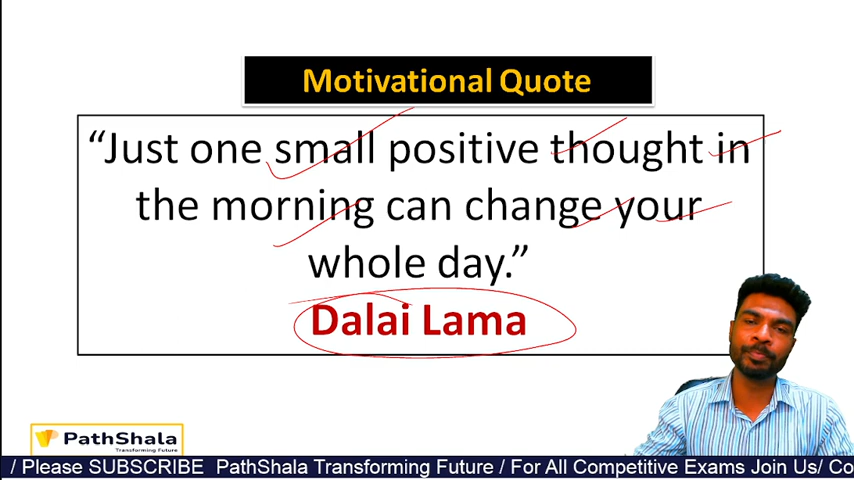 Motivational Quote
“Just one small positive thought in
the morning can change your
whole day.”
Dalai Lama
PathShala
Transforming Future
/ Please SUBSCRIBE PathShala Transforming Future / For All Competitive Exams Join Us/ Co